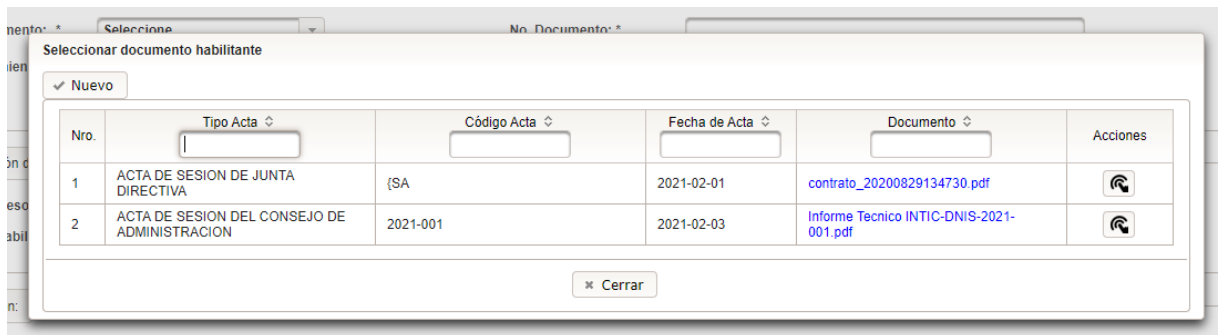 mento: * Seleccione No. Documento: *
Seleccionar documento habilitante
Nuevo
Nro. Tipo Acta Código Acta Fecha de Acta Documento Acciones
1 ACTA DE SESION DE JUNTA DIRECTIVA {SA 2021-02-01 contrato_20200829134730.pdf
2 ACTA DE SESION DEL CONSEJO DE ADMINISTRACION 2021-001 2021-02-03 Informe Tecnico INTIC-DNIS-2021-001.pdf
Cerrar